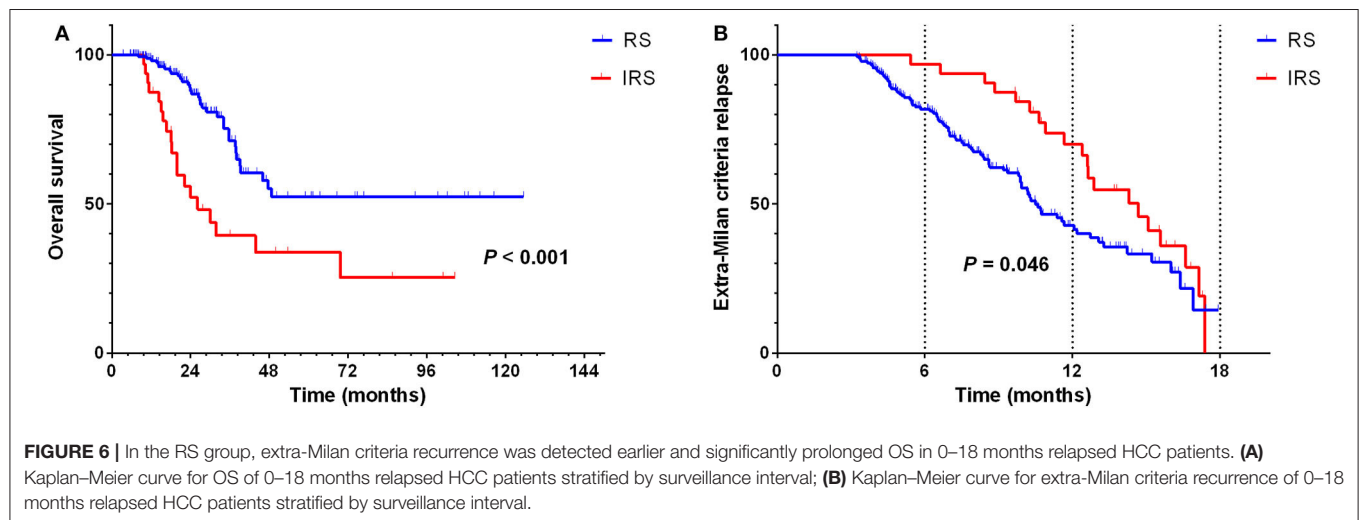 A
RS
IRS
Overall survival
100
50
0
P < 0.001
0 24 48 72 96 120 144
Time (months)
B
RS
IRS
Extra-Milan criteria relapse
100
50
0
P = 0.046
0 6 12 18
Time (months)
FIGURE 6 | In the RS group, extra-Milan criteria recurrence was detected earlier and significantly prolonged OS in 0–18 months relapsed HCC patients. (A)
Kaplan–Meier curve for OS of 0–18 months relapsed HCC patients stratified by surveillance interval; (B) Kaplan–Meier curve for extra-Milan criteria recurrence of 0–18
months relapsed HCC patients stratified by surveillance interval.